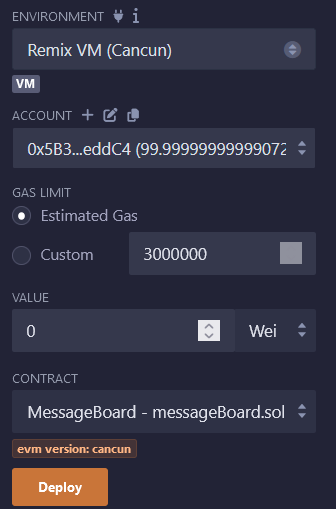 ENVIRONMENT
Remix VM (Cancun)
VM
ACCOUNT
0x5B3...eddC4 (99.99999999999072
GAS LIMIT
Estimated Gas
Custom 3000000
VALUE
0 Wei
CONTRACT
MessageBoard - messageBoard.sol
evm version: cancun
Deploy